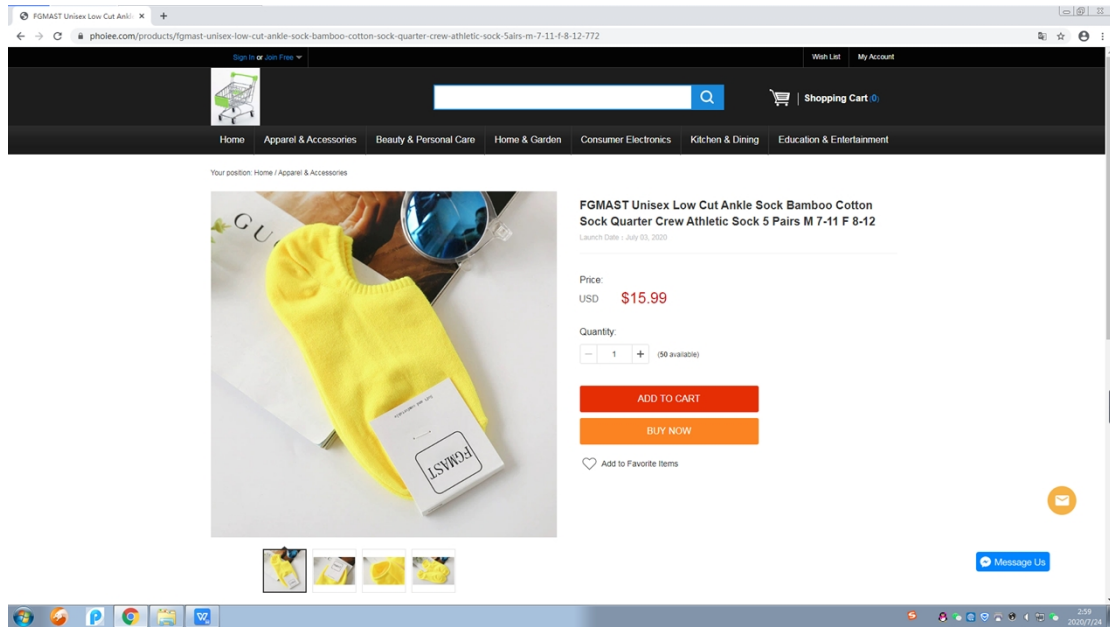 FGMAST Unisex Low Cut Ankl
phoiee.com/products/fgmast-unisex-low-cut-ankle-sock-bamboo-cotton-sock-quarter-crew-athletic-sock-5airs-m-7-11-f-8-12-772
Sign In or Join Free
Wish List My Account
Shopping Cart (0)
Home Apparel & Accessories Beauty & Personal Care Home & Garden Consumer Electronics Kitchen & Dining Education & Entertainment
Your position: Home / Apparel & Accessories
FGMAST Unisex Low Cut Ankle Sock Bamboo Cotton
Sock Quarter Crew Athletic Sock 5 Pairs M 7-11 F 8-12
Launch Date : July 03, 2020
GU
Price:
USD $15.99
Quantity:
1 (50 available)
ADD TO CART
BUY NOW
Add to Favorite Items
FGMAST
Message Us
2:59
2020/7/24